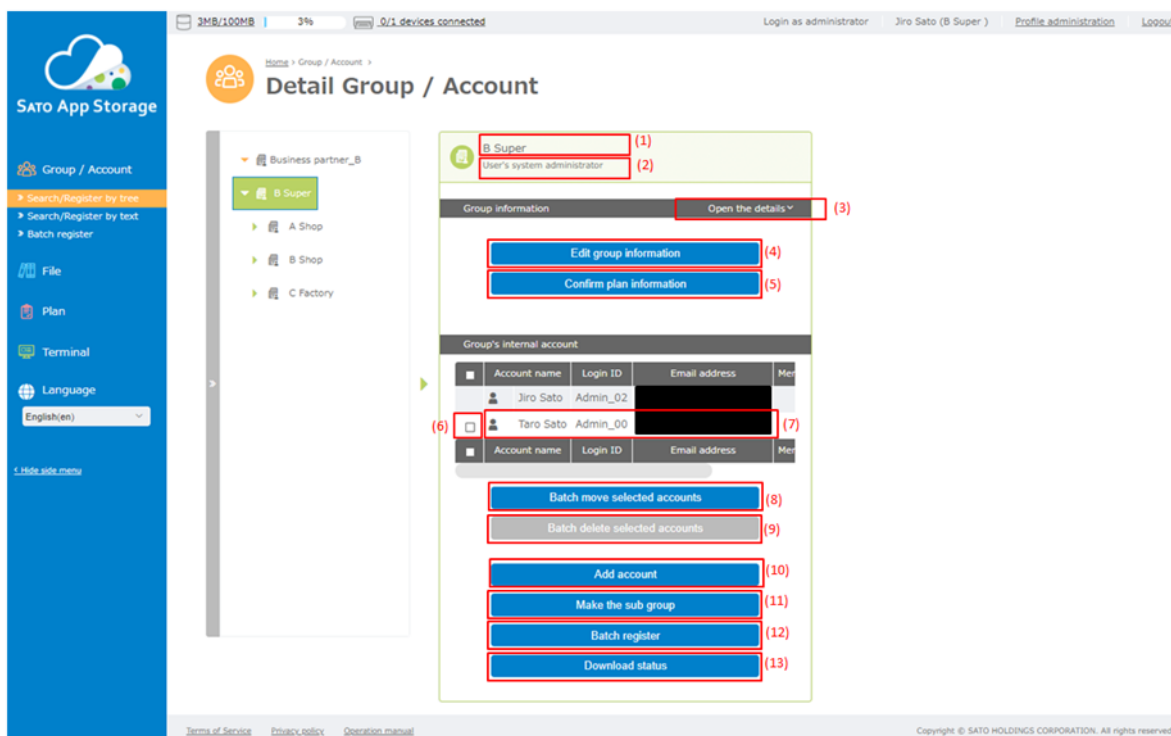 3MB/100MB 3% 0/1 devices connected Login as administrator Jiro Sato (B Super ) Profile administration Logou
SATO App Storage
Group / Account
» Search/Register by tree
» Search/Register by text
» Batch register
File
Plan
Terminal
Language
English(en)
< Hide side menu
Home > Group / Account >
Detail Group / Account
Business partner_B
B Super
A Shop
B Shop
C Factory
»
B Super (1)
User's system administrator (2)
Group information Open the details (3)
Edit group information (4)
Confirm plan information (5)
Group's internal account
Account name Login ID Email address Mer
Jiro Sato Admin_02
(6) Taro Sato Admin_00 (7)
Account name Login ID Email address Mer
Batch move selected accounts (8)
Batch delete selected accounts (9)
Add account (10)
Make the sub group (11)
Batch register (12)
Download status (13)
Terms of Service Privacy policy Operation manual Copyright © SATO HOLDINGS CORPORATION. All rights reserved